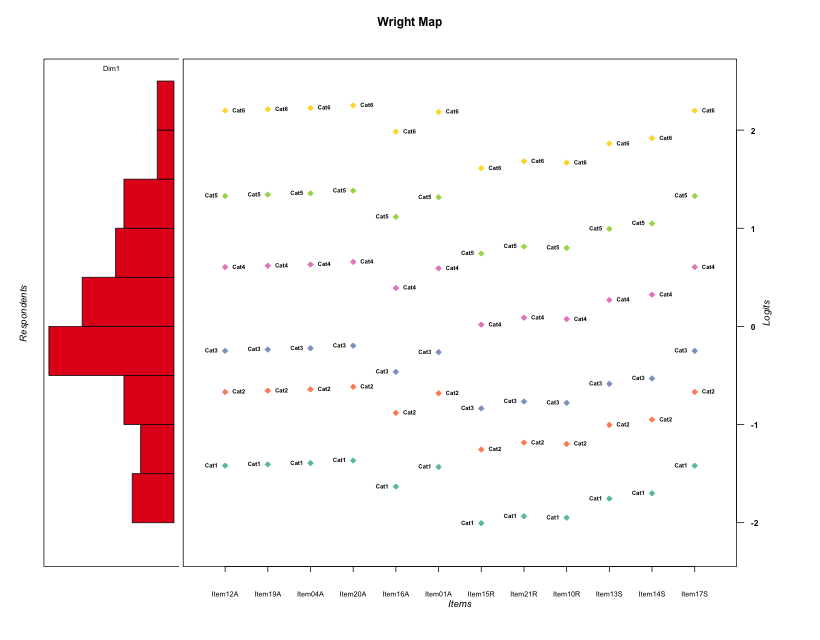 Wright Map
Dim1
Cat6 Cat6 Cat6 Cat6 Cat6 Cat6 Cat6 Cat6 Cat6 Cat6 Cat6 Cat6
Cat5 Cat5 Cat5 Cat5 Cat5 Cat5 Cat5 Cat5 Cat5 Cat5 Cat5 Cat5
Cat4 Cat4 Cat4 Cat4 Cat4 Cat4 Cat4 Cat4 Cat4 Cat4 Cat4 Cat4
Cat3 Cat3 Cat3 Cat3 Cat3 Cat3 Cat3 Cat3 Cat3 Cat3 Cat3 Cat3
Cat2 Cat2 Cat2 Cat2 Cat2 Cat2 Cat2 Cat2 Cat2 Cat2 Cat2 Cat2
Cat1 Cat1 Cat1 Cat1 Cat1 Cat1 Cat1 Cat1 Cat1 Cat1 Cat1 Cat1
2
1
0
-1
-2
Respondents
Logits
Item12A Item19A Item04A Item20A Item16A Item01A Item15R Item21R Item10R Item13S Item14S Item17S
Items